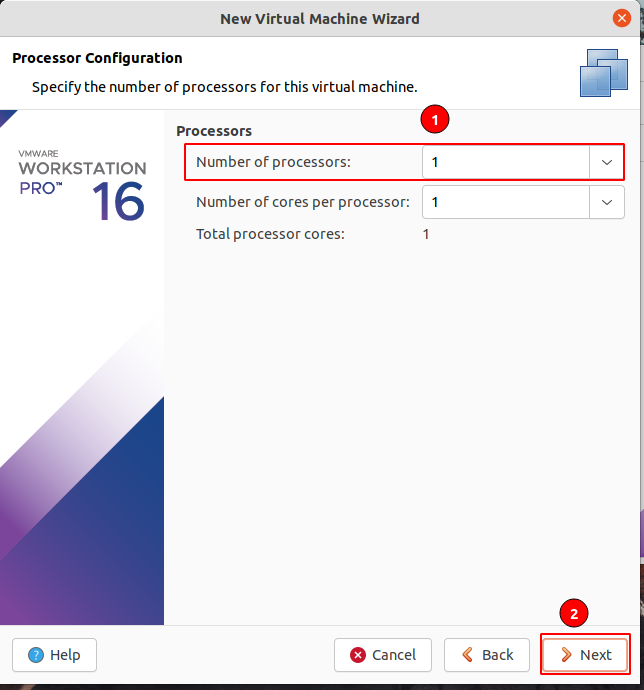 New Virtual Machine Wizard
Processor Configuration
Specify the number of processors for this virtual machine.
1
Processors
VMWARE
WORKSTATION
PRO™ 16
Number of processors: 1
Number of cores per processor: 1
Total processor cores: 1
2
Help Cancel Back Next